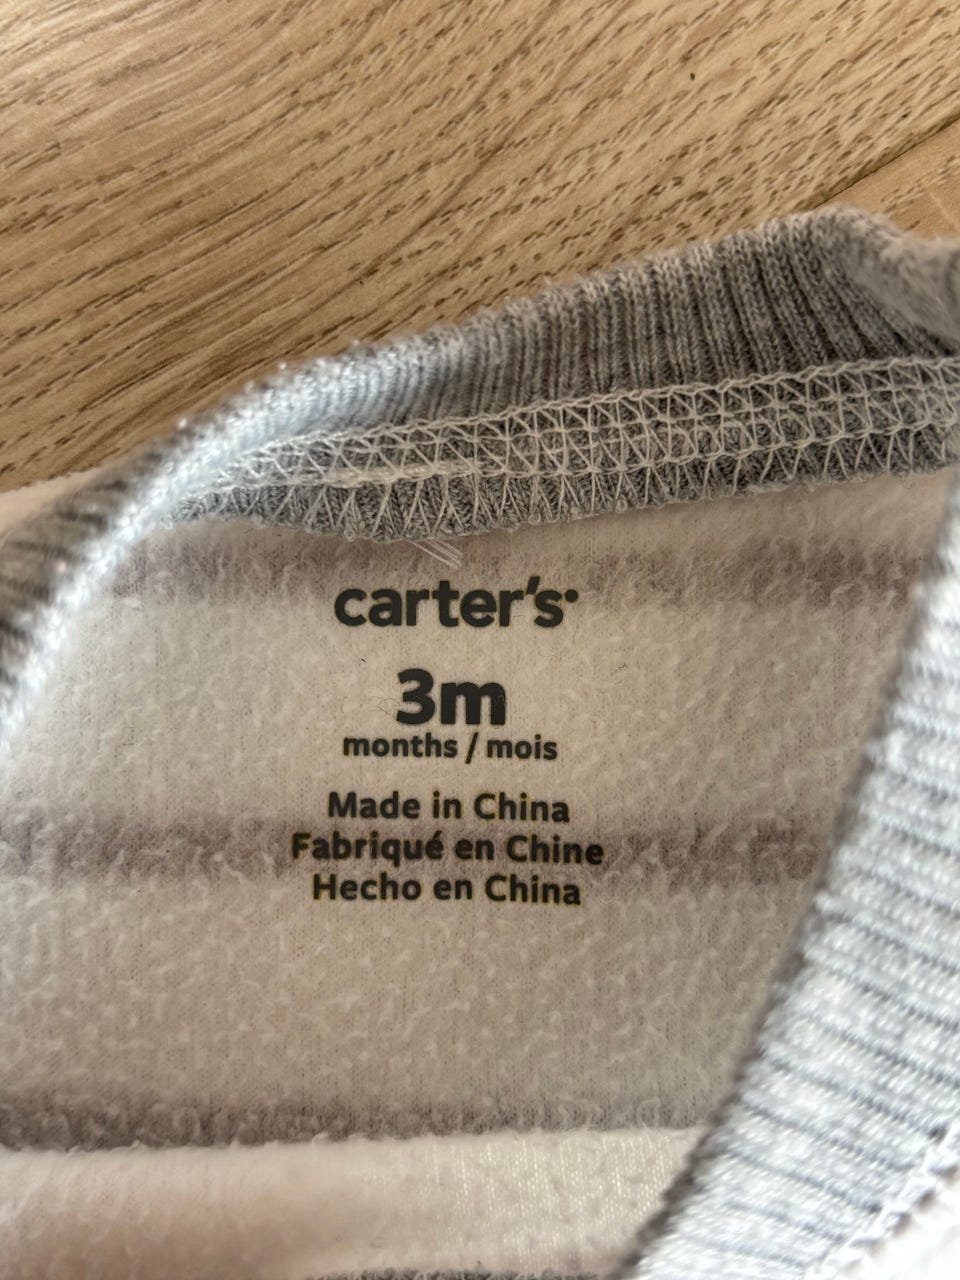 carter's
3m
months / mois
Made in China
Fabriqué en Chine
Hecho en China